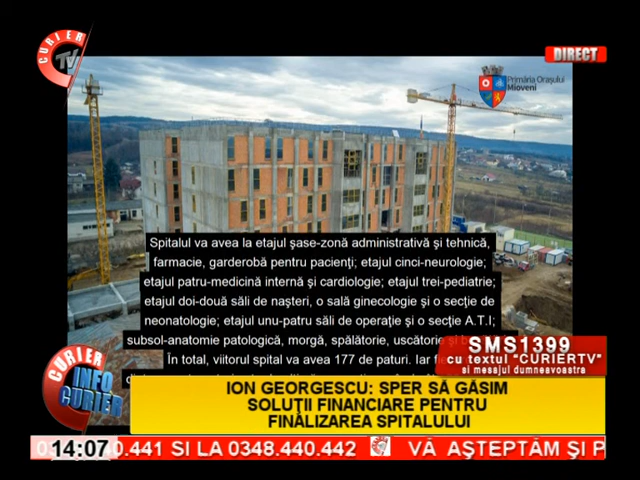 CURIER
TV
DIRECT
Primăria Orașului
Mioveni
Spitalul va avea la etajul șase-zonă administrativă și tehnică,
farmacie, garderobă pentru pacienți; etajul cinci-neurologie;
etajul patru-medicină internă și cardiologie; etajul trei-pediatrie;
etajul doi-două săli de nașteri, o sală ginecologie și o secție de
neonatologie; etajul unu-patru săli de operație și o secție A.T.I;
subsol-anatomie patologică, morgă, spălătorie, uscătorie și
În total, viitorul spital va avea 177 de paturi. Iar
SMS1399
cu textul "CURIERTV"
si mesajul dumneavoastra
CURIER
INFO
CURIER
ION GEORGESCU: SPER SĂ GĂSIM
SOLUȚII FINANCIARE PENTRU
FINALIZAREA SPITALULUI
14:07
.441 SI LA 0348.440.442 VĂ AȘTEPTĂM ȘI P